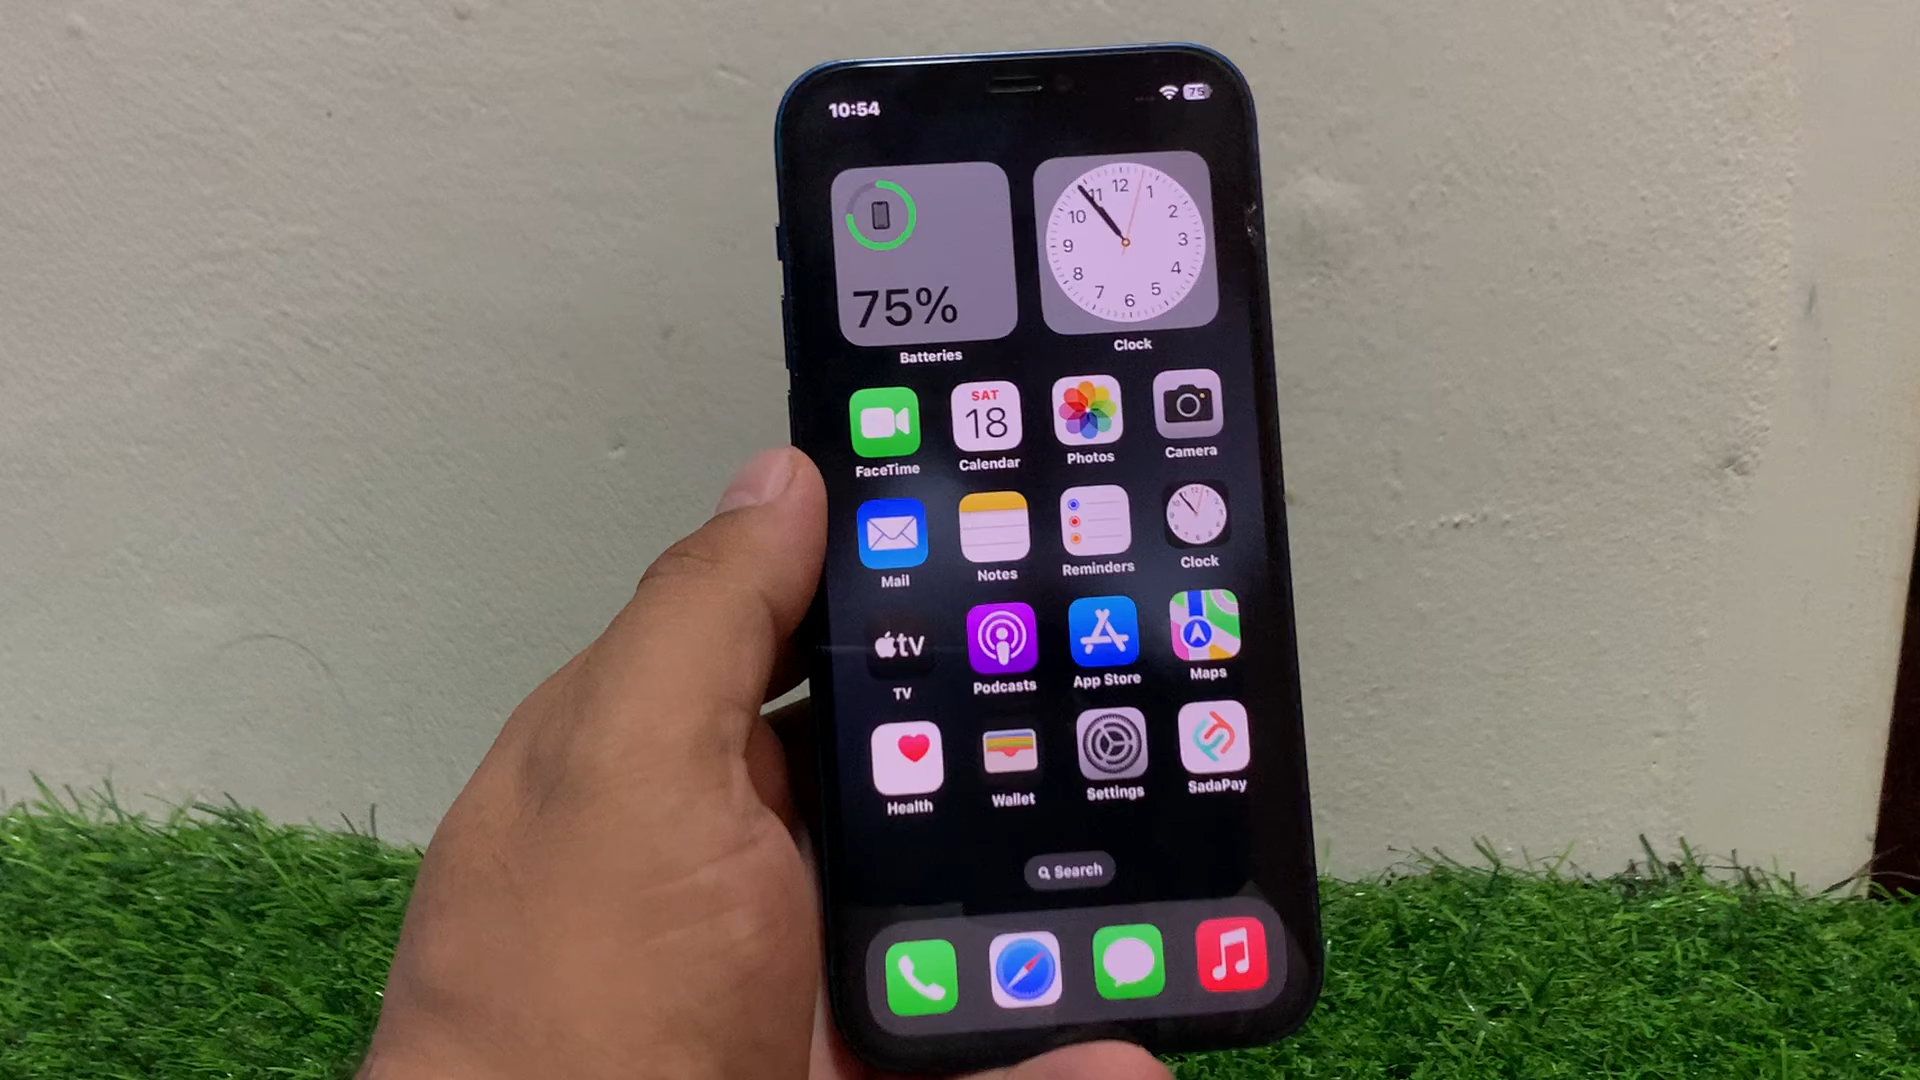 10:54
75
75%
12
1
2
3
4
5
6
7
8
9
10
11
Batteries
Clock
SAT
18
FaceTime
Calendar
Photos
Camera
Mail
Notes
Reminders
Clock
tv
TV
Podcasts
App Store
Maps
Health
Wallet
Settings
SadaPay
Search